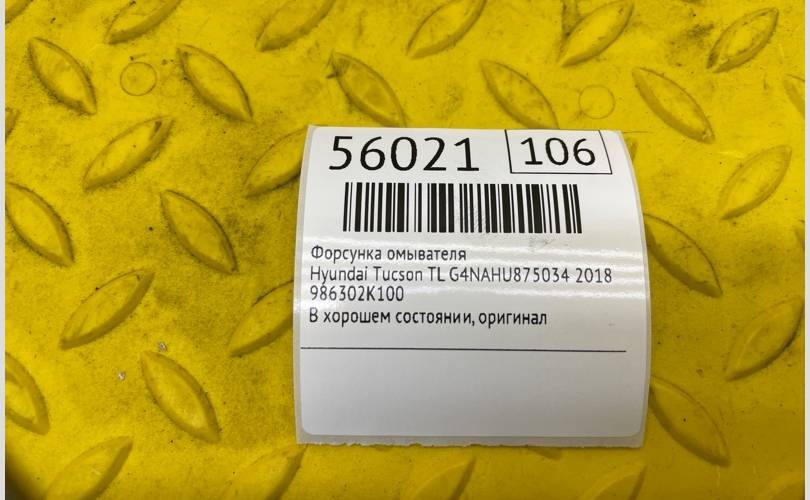 56021 106
Форсунка омывателя
Hyundai Tucson TL G4NAHU875034 2018
986302K100
В хорошем состоянии, оригинал